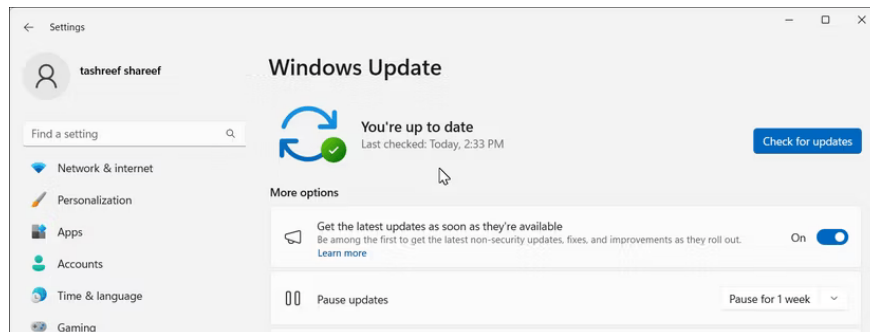 Settings
tashreef shareef
Find a setting
Network & internet
Personalization
Apps
Accounts
Time & language
Gaming
Windows Update
You're up to date
Last checked: Today, 2:33 PM
Check for updates
More options
Get the latest updates as soon as they're available
Be among the first to get the latest non-security updates, fixes, and improvements as they roll out.
Learn more
On
Pause updates
Pause for 1 week